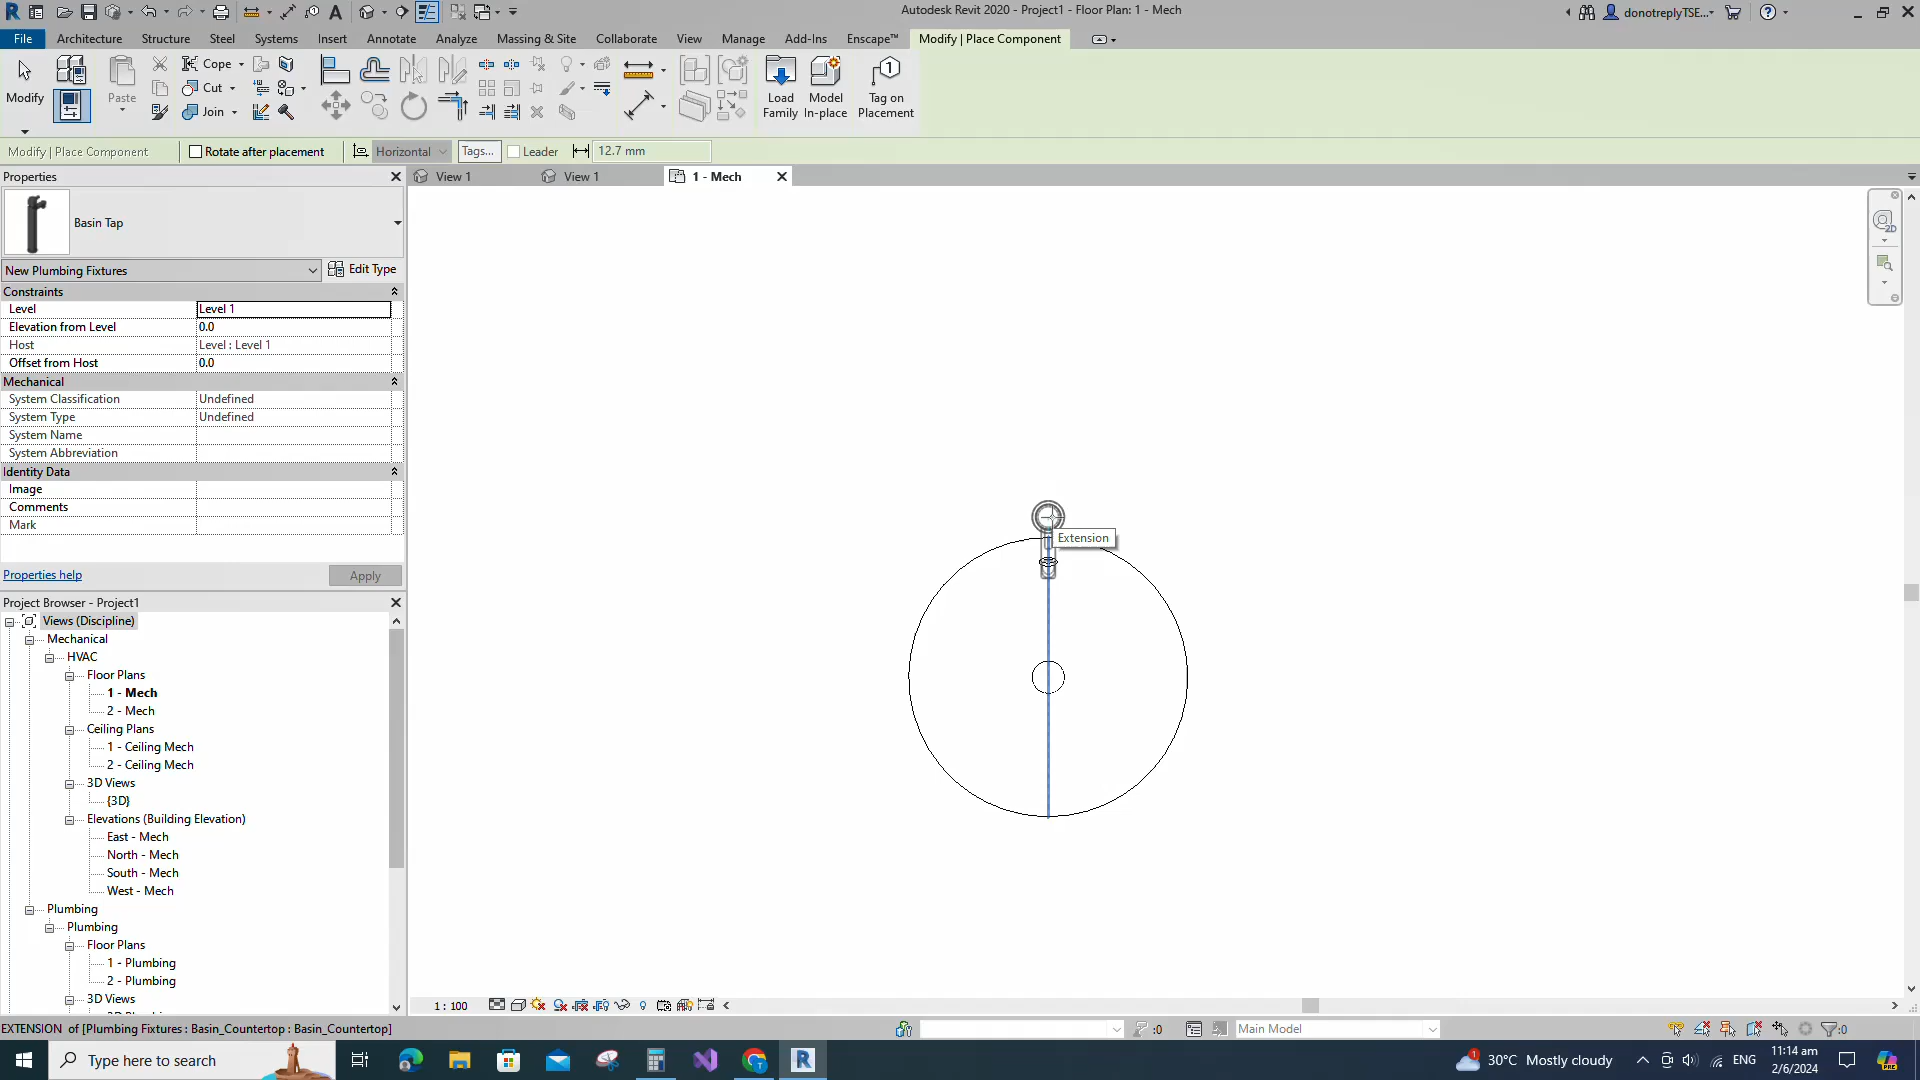 Autodesk Revit 2020 - Project1 - Floor Plan: 1 - Mech
donotreplyTSE...
File Architecture Structure Steel Systems Insert Annotate Analyze Massing & Site Collaborate View Manage Add-Ins Enscape™ Modify | Place Component
Modify
Paste
Cope
Cut
Join
Load Family
Model In-place
Tag on Placement
Modify | Place Component
Rotate after placement
Horizontal
Tags...
Leader
12.7 mm
Properties
View 1
View 1
1 - Mech
Basin Tap
New Plumbing Fixtures
Edit Type
Constraints
Level Level 1
Elevation from Level 0.0
Host Level : Level 1
Offset from Host 0.0
Mechanical
System Classification Undefined
System Type Undefined
System Name
System Abbreviation
Identity Data
Image
Comments
Mark
Properties help
Apply
Extension
2D
Project Browser - Project1
Views (Discipline)
Mechanical
HVAC
Floor Plans
1 - Mech
2 - Mech
Ceiling Plans
1 - Ceiling Mech
2 - Ceiling Mech
3D Views
{3D}
Elevations (Building Elevation)
East - Mech
North - Mech
South - Mech
West - Mech
Plumbing
Plumbing
Floor Plans
1 - Plumbing
2 - Plumbing
3D Views
1 : 100
EXTENSION of [Plumbing Fixtures : Basin_Countertop : Basin_Countertop]
:0
Main Model
:0
Type here to search
30°C Mostly cloudy
ENG
11:14 am
2/6/2024